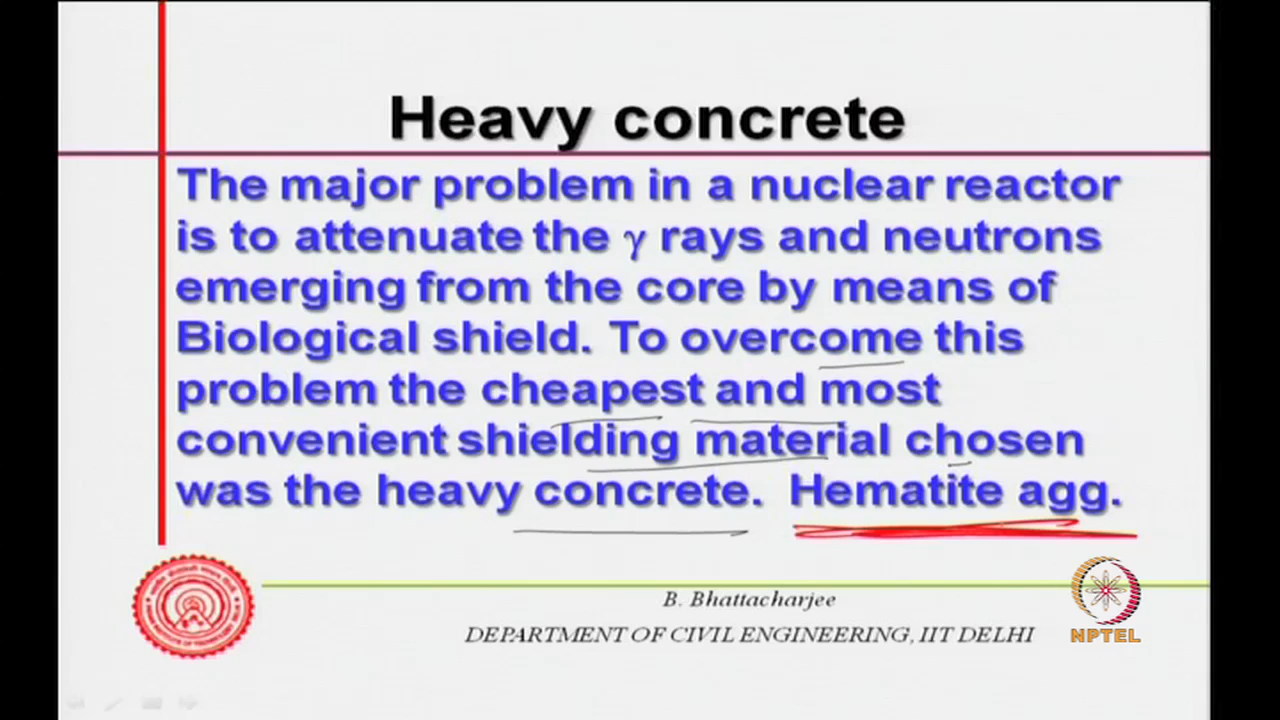 Heavy concrete
The major problem in a nuclear reactor
is to attenuate the γ rays and neutrons
emerging from the core by means of
Biological shield. To overcome this
problem the cheapest and most
convenient shielding material chosen
was the heavy concrete. Hematite agg.
B. Bhattacharjee
DEPARTMENT OF CIVIL ENGINEERING, IIT DELHI
NPTEL